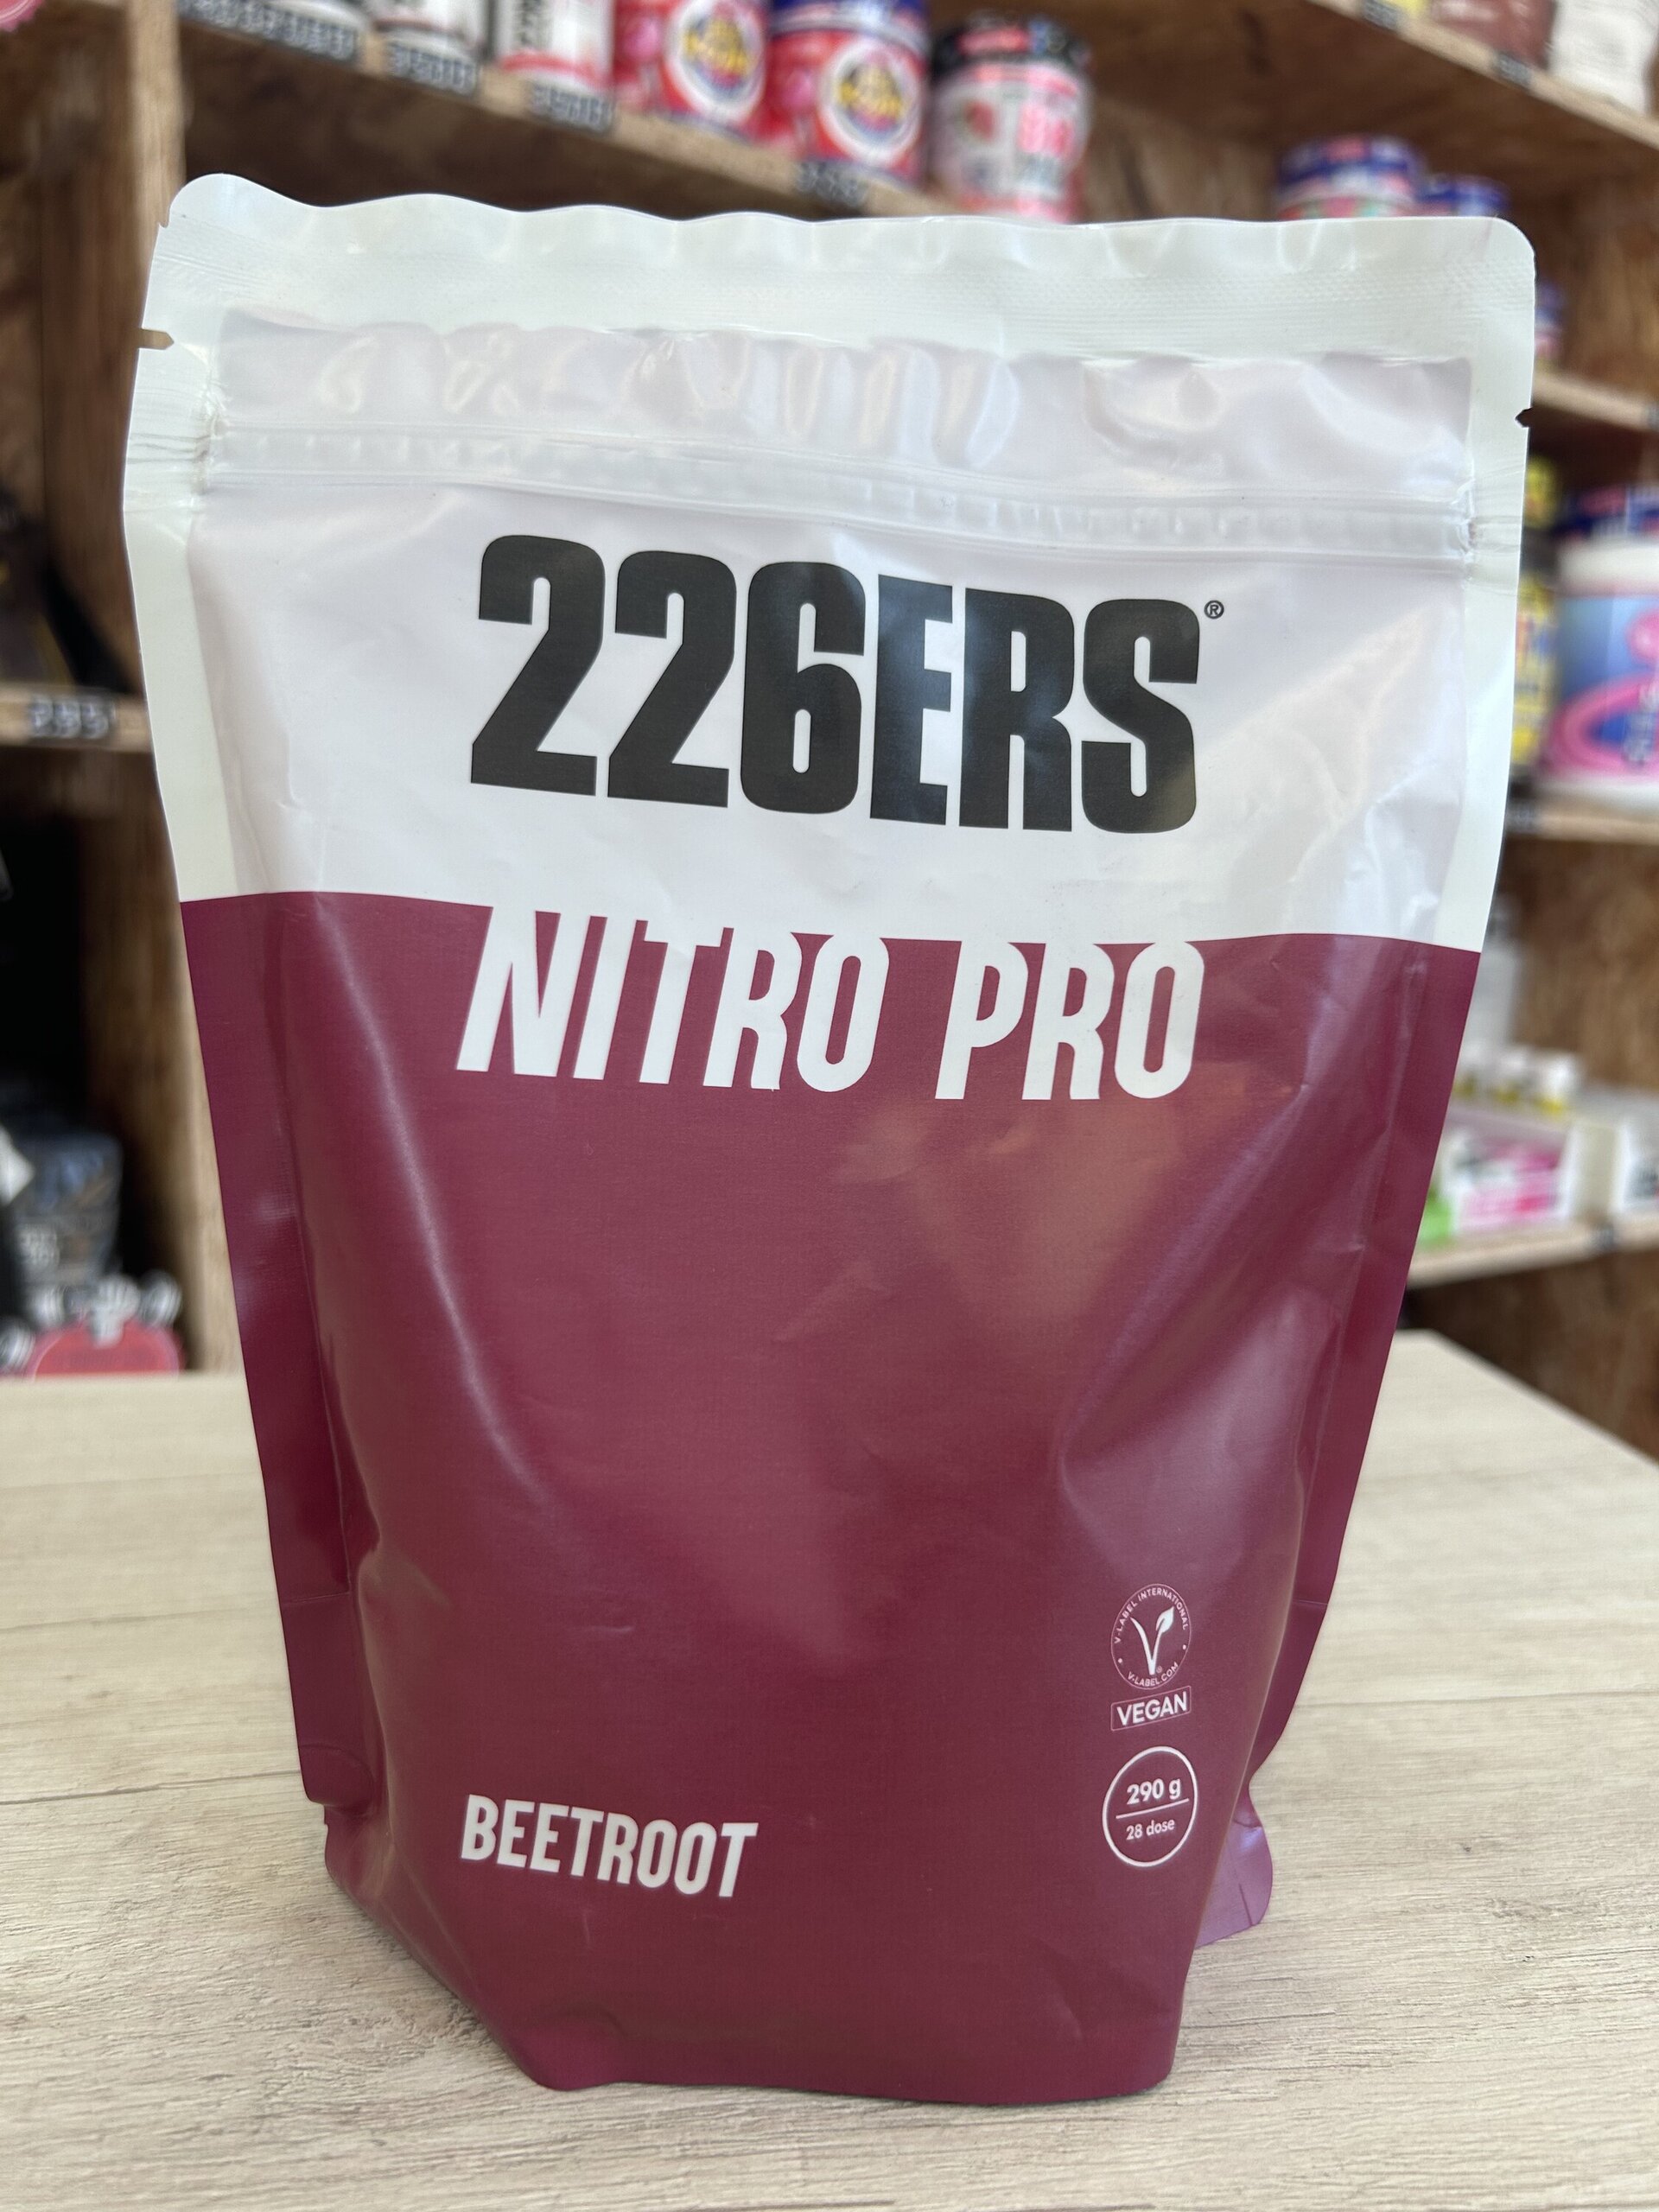 226ERS®
NITRO PRO
V-LABEL INTERNATIONAL
V-LABEL.COM
VEGAN
290 g
28 dose
BEETROOT